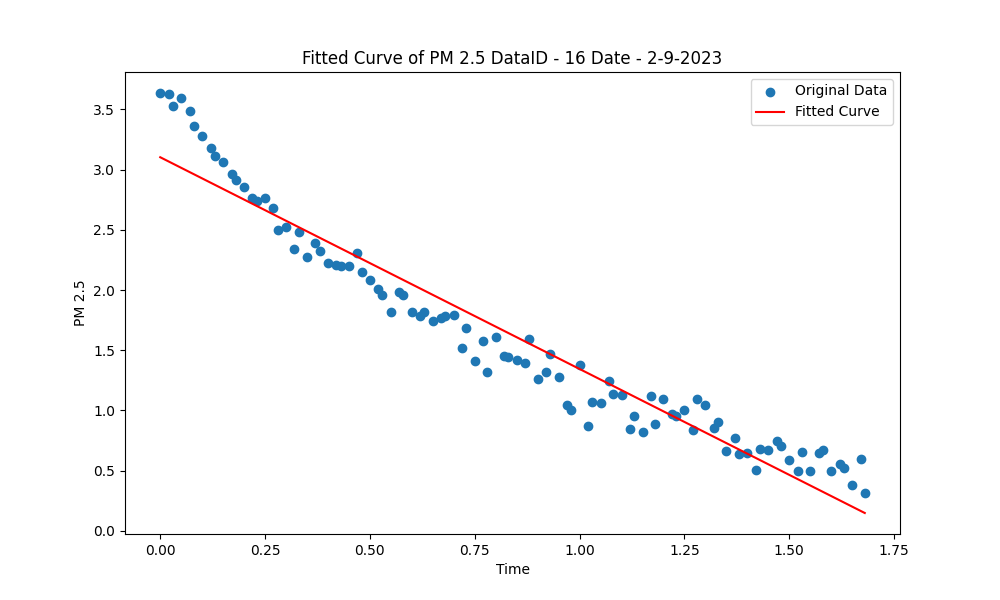 Fitted Curve of PM 2.5 DataID - 16 Date - 2-9-2023
Original Data
Fitted Curve
3.5
3.0
2.5
2.0
1.5
1.0
0.5
0.0
PM 2.5
0.00 0.25 0.50 0.75 1.00 1.25 1.50 1.75
Time